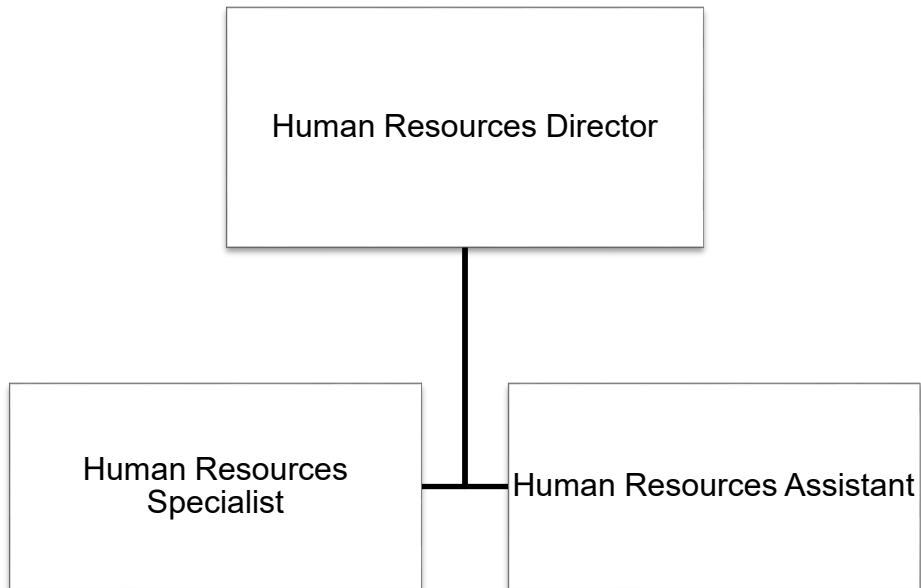 Human Resources Director
Human Resources
Specialist
Human Resources Assistant